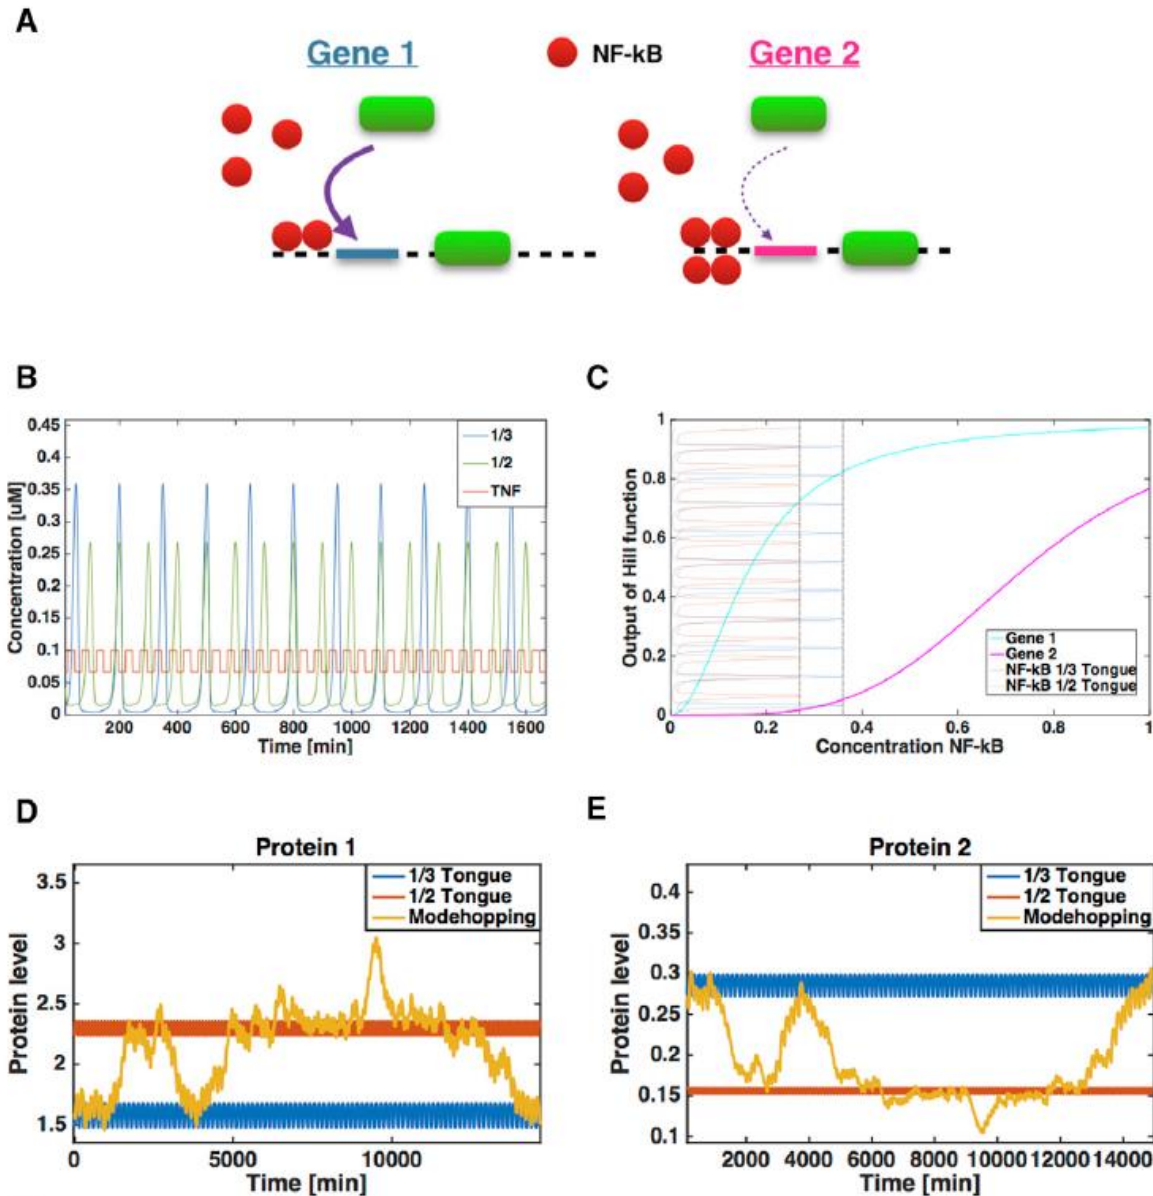 A
Gene 1
NF-kB
Gene 2
B
0.45
0.4
0.35
0.3
0.25
0.2
0.15
0.1
0.05
0
Concentration [uM]
1/3
1/2
TNF
200 400 600 800 1000 1200 1400 1600
Time [min]
C
1
0.8
0.6
0.4
0.2
0
Output of Hill function
Gene 1
Gene 2
NF-kB 1/3 Tongue
NF-kB 1/2 Tongue
0 0.2 0.4 0.6 0.8 1
Concentration NF-kB
D
Protein 1
3.5
3
2.5
2
1.5
Protein level
1/3 Tongue
1/2 Tongue
Modehopping
0 5000 10000
Time [min]
E
Protein 2
0.4
0.35
0.3
0.25
0.2
0.15
0.1
Protein level
1/3 Tongue
1/2 Tongue
Modehopping
2000 4000 6000 8000 10000 12000 14000
Time [min]